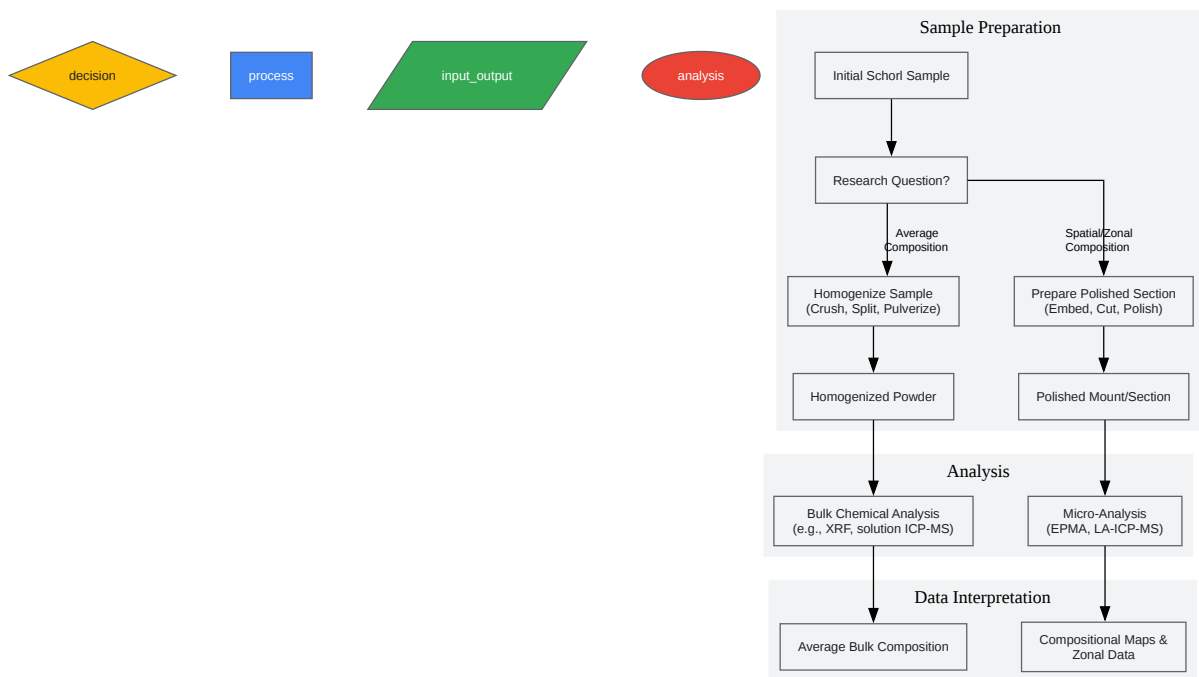 decision
process
input_output
analysis
Sample Preparation
Initial Schorl Sample
Research Question?
Average
Composition
Spatial/Zonal
Composition
Homogenize Sample
(Crush, Split, Pulverize)
Prepare Polished Section
(Embed, Cut, Polish)
Homogenized Powder
Polished Mount/Section
Analysis
Bulk Chemical Analysis
(e.g., XRF, solution ICP-MS)
Micro-Analysis
(EPMA, LA-ICP-MS)
Data Interpretation
Average Bulk Composition
Compositional Maps &
Zonal Data